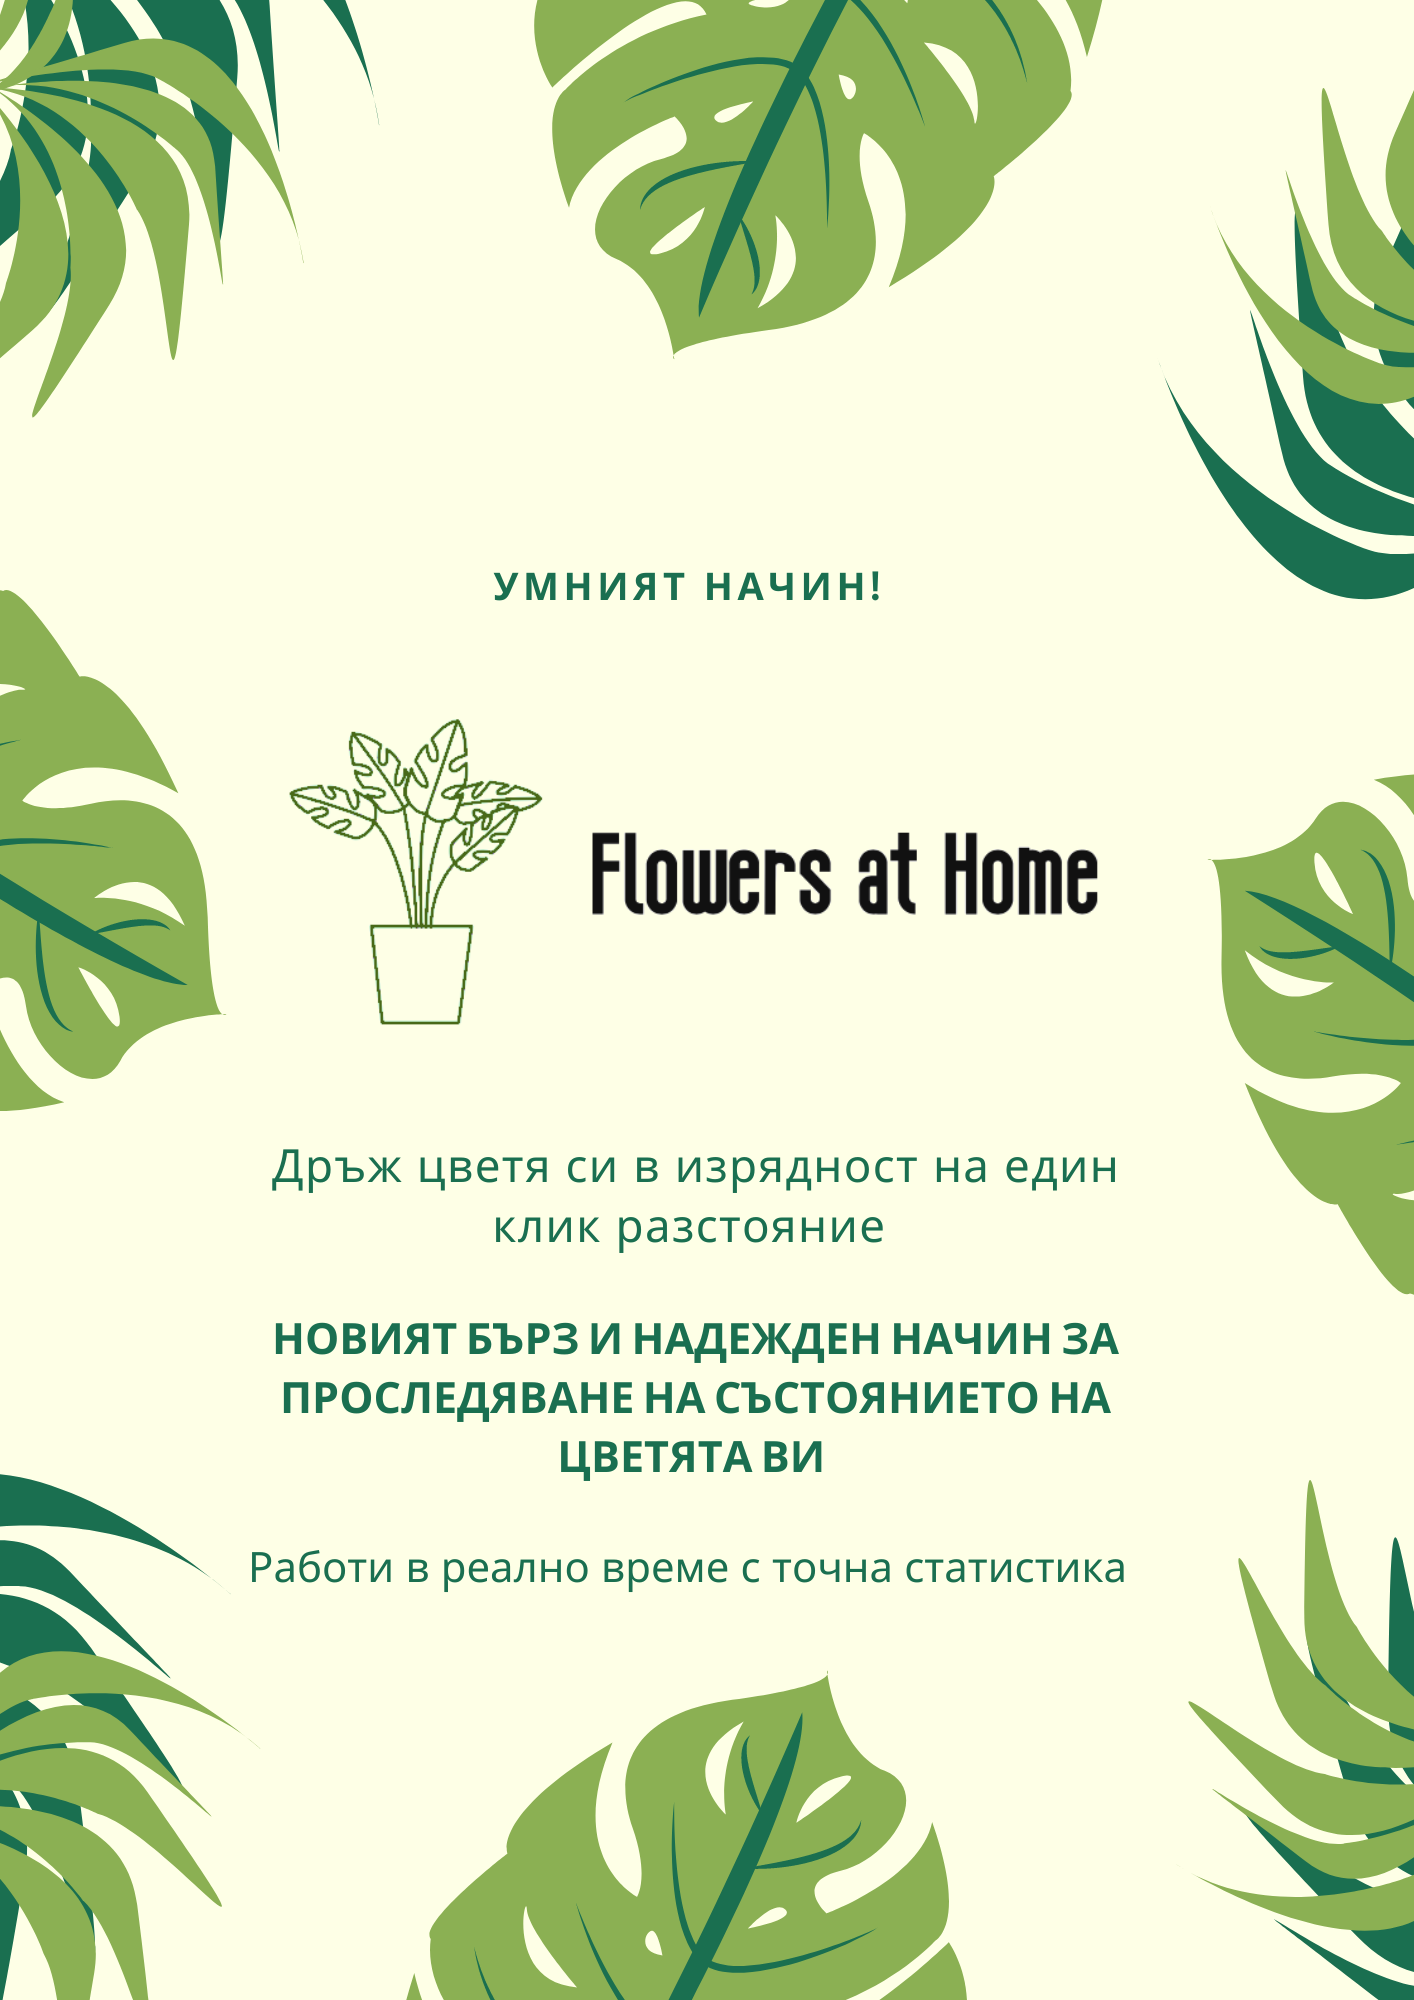 УМНИЯТ НАЧИН!
Flowers at Home
Дръж цветя си в изрядност на един
клик разстояние
НОВИЯТ БЪРЗ И НАДЕЖДЕН НАЧИН ЗА
ПРОСЛЕДЯВАНЕ НА СЪСТОЯНИЕТО НА
ЦВЕТЯТА ВИ
Работи в реално време с точна статистика